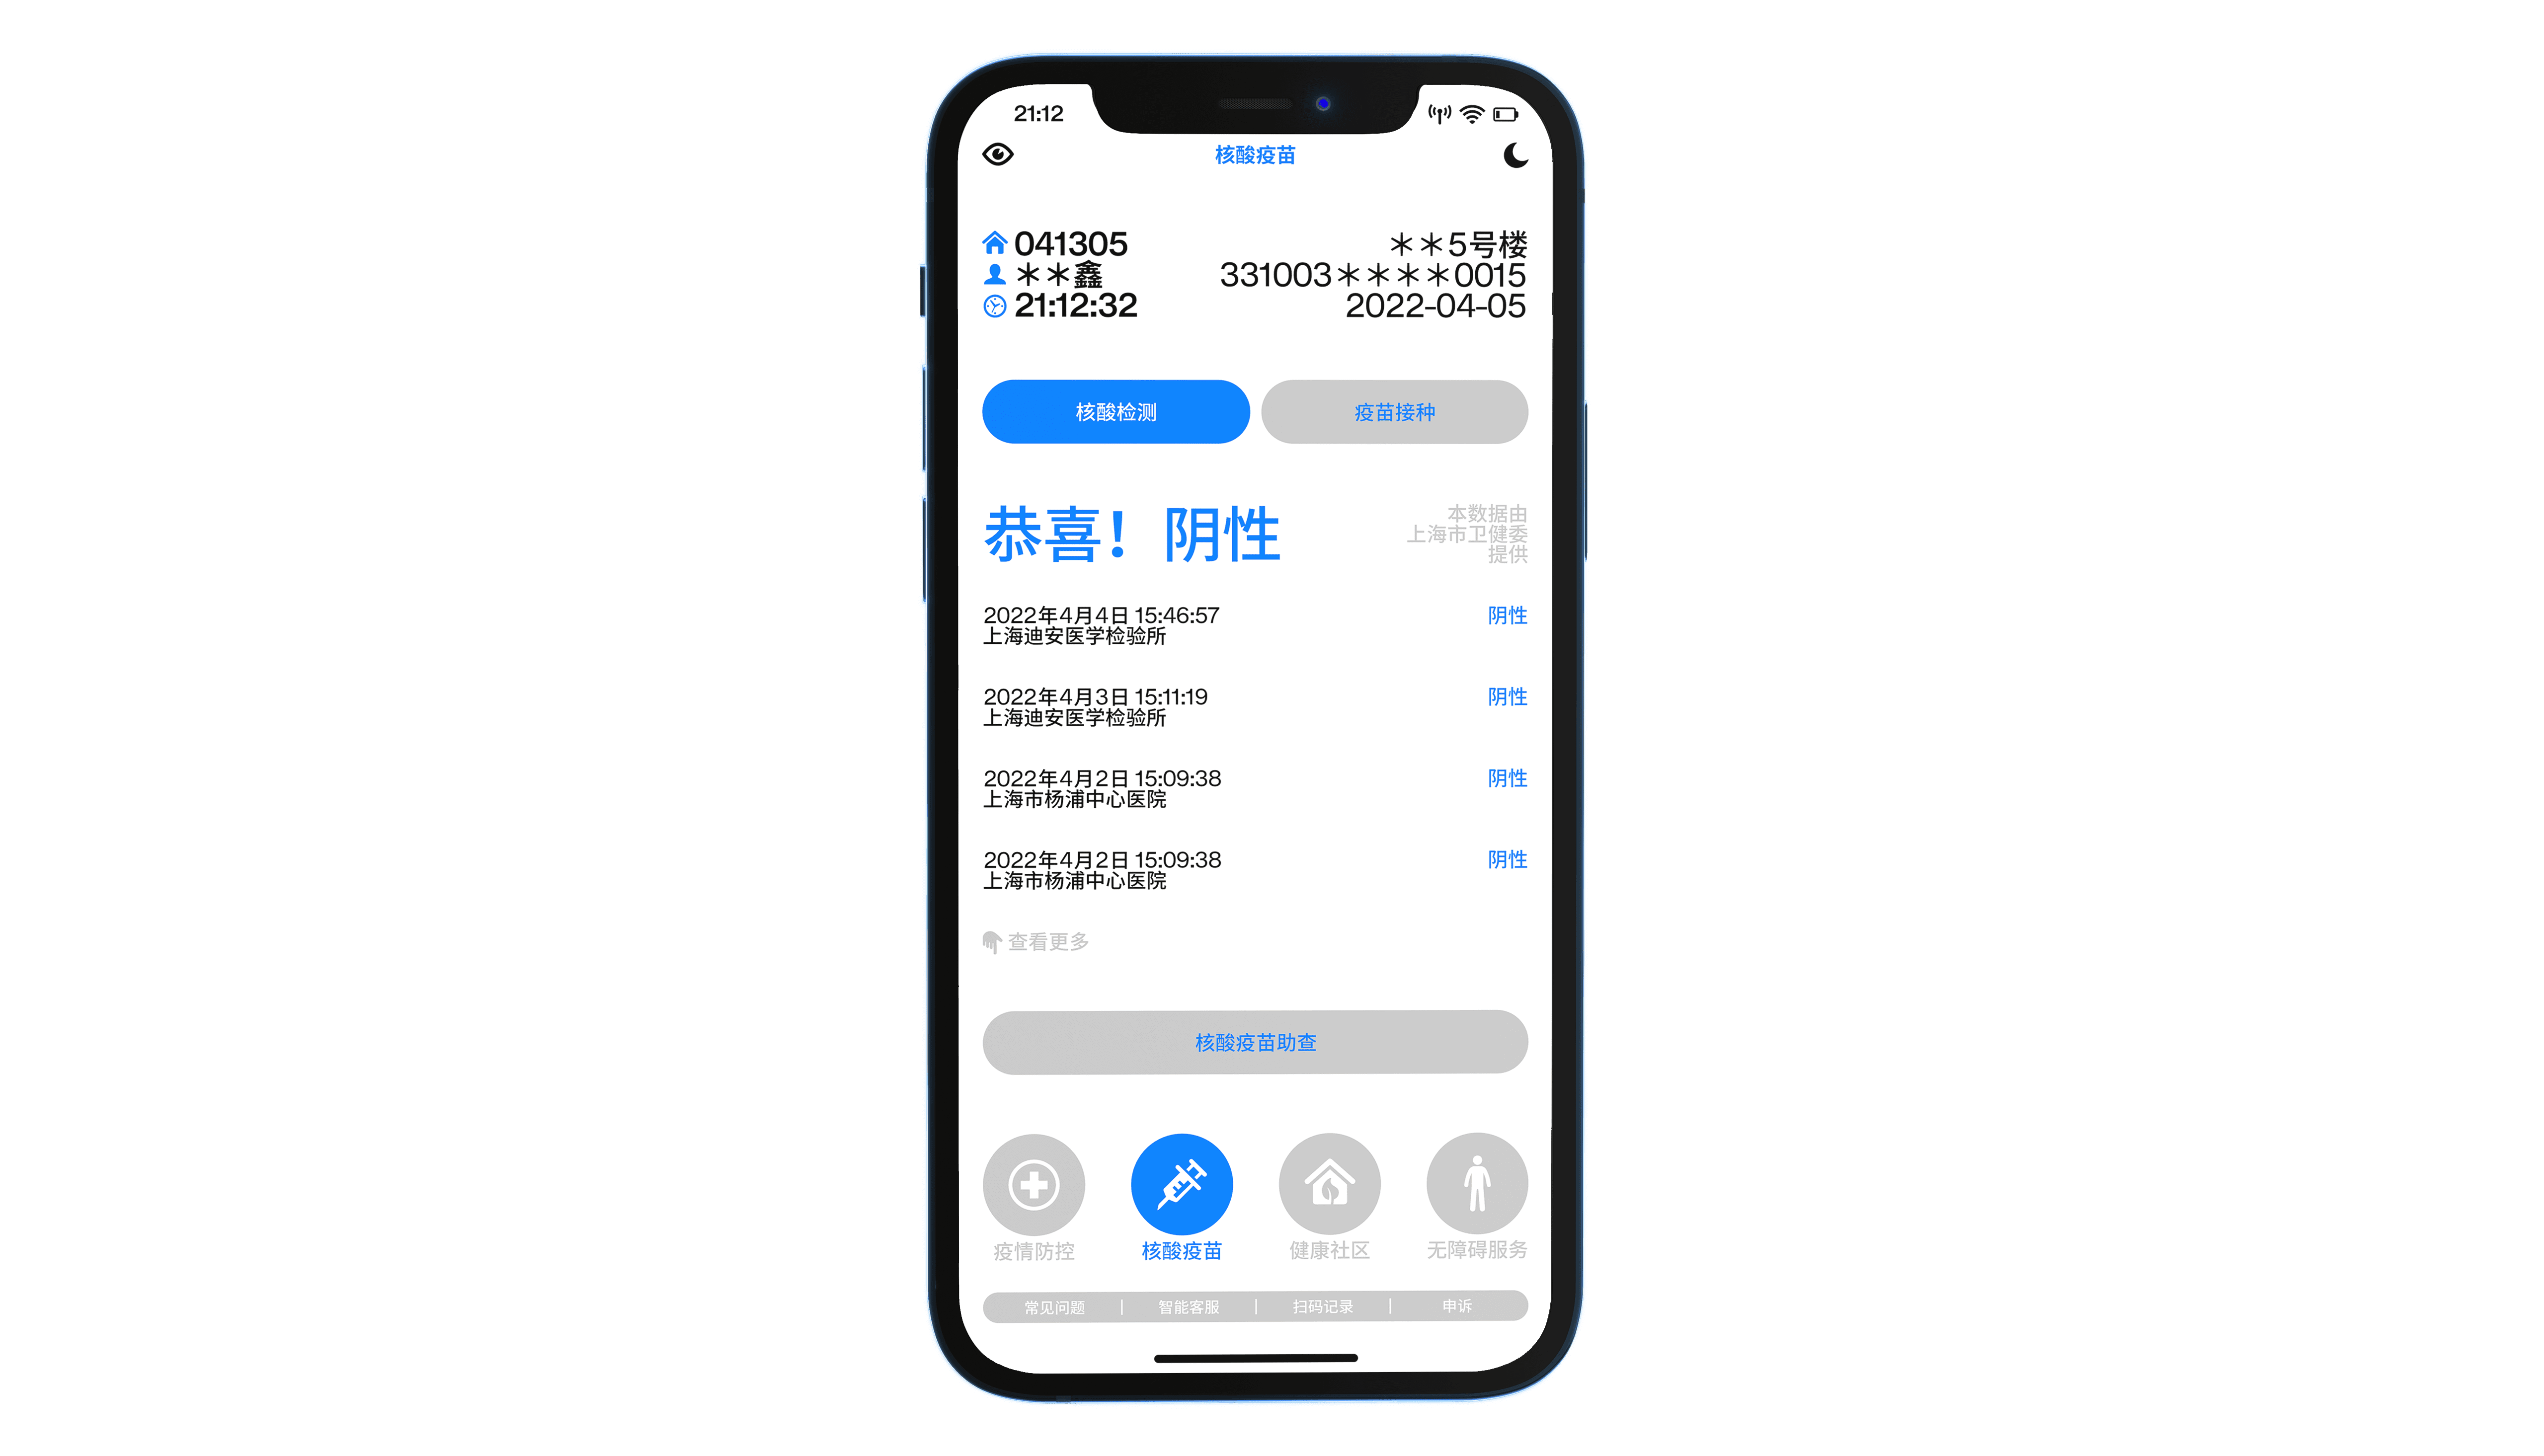 21:12
核酸疫苗
041305 ＊＊5号楼
＊＊鑫 331003＊＊＊＊0015
21:12:32 2022-04-05
核酸检测 疫苗接种
恭喜！阴性
本数据由
上海市卫健委
提供
2022年4月4日 15:46:57 阴性
上海迪安医学检验所
2022年4月3日 15:11:19 阴性
上海迪安医学检验所
2022年4月2日 15:09:38 阴性
上海市杨浦中心医院
2022年4月2日 15:09:38 阴性
上海市杨浦中心医院
查看更多
核酸疫苗助查
疫情防控 核酸疫苗 健康社区 无障碍服务
常见问题 | 智能客服 | 扫码记录 | 申诉